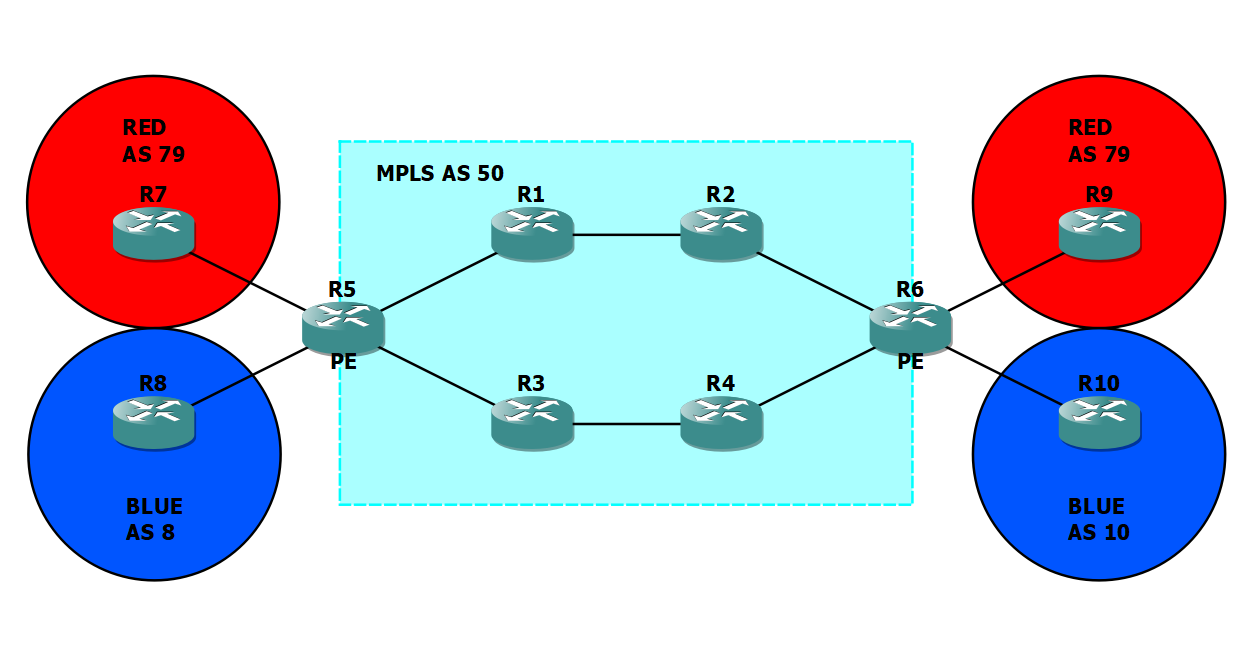 RED
AS 79
R7
MPLS AS 50
R1
R2
RED
AS 79
R9
R5
PE
R6
PE
R8
BLUE
AS 8
R3
R4
R10
BLUE
AS 10